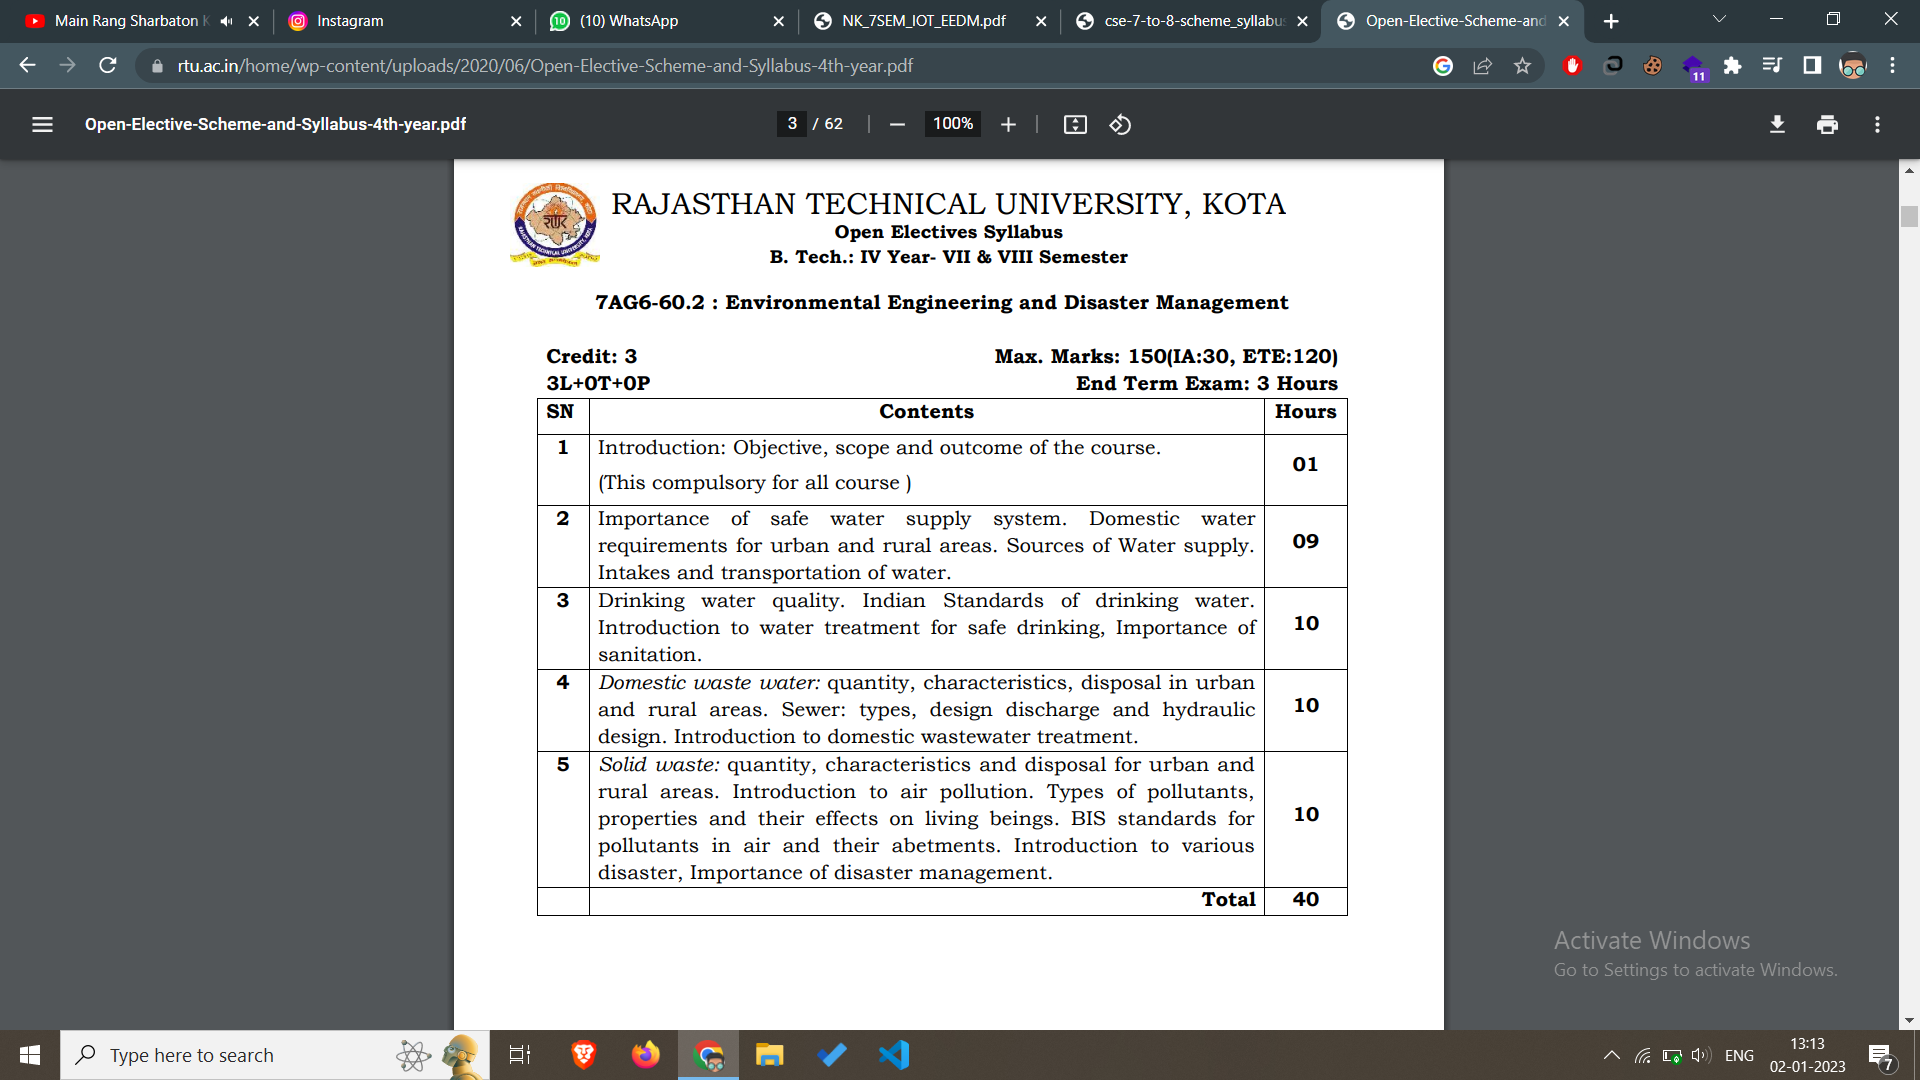 Main Rang Sharbaton K
Instagram
(10) WhatsApp
NK_7SEM_IOT_EEDM.pdf
cse-7-to-8-scheme_syllabu
Open-Elective-Scheme-and
rtu.ac.in/home/wp-content/uploads/2020/06/Open-Elective-Scheme-and-Syllabus-4th-year.pdf
11
Open-Elective-Scheme-and-Syllabus-4th-year.pdf
3 / 62
100%
RAJASTHAN TECHNICAL UNIVERSITY, KOTA
Open Electives Syllabus
B. Tech.: IV Year- VII & VIII Semester
7AG6-60.2 : Environmental Engineering and Disaster Management
Credit: 3 Max. Marks: 150(IA:30, ETE:120)
3L+0T+0P End Term Exam: 3 Hours
SN Contents Hours
1 Introduction: Objective, scope and outcome of the course.
(This compulsory for all course )
01
2 Importance of safe water supply system. Domestic water
requirements for urban and rural areas. Sources of Water supply.
Intakes and transportation of water.
09
3 Drinking water quality. Indian Standards of drinking water.
Introduction to water treatment for safe drinking, Importance of
sanitation.
10
4 Domestic waste water: quantity, characteristics, disposal in urban
and rural areas. Sewer: types, design discharge and hydraulic
design. Introduction to domestic wastewater treatment.
10
5 Solid waste: quantity, characteristics and disposal for urban and
rural areas. Introduction to air pollution. Types of pollutants,
properties and their effects on living beings. BIS standards for
pollutants in air and their abetments. Introduction to various
disaster, Importance of disaster management.
10
Total 40
Activate Windows
Go to Settings to activate Windows.
Type here to search
ENG
13:13
02-01-2023
7